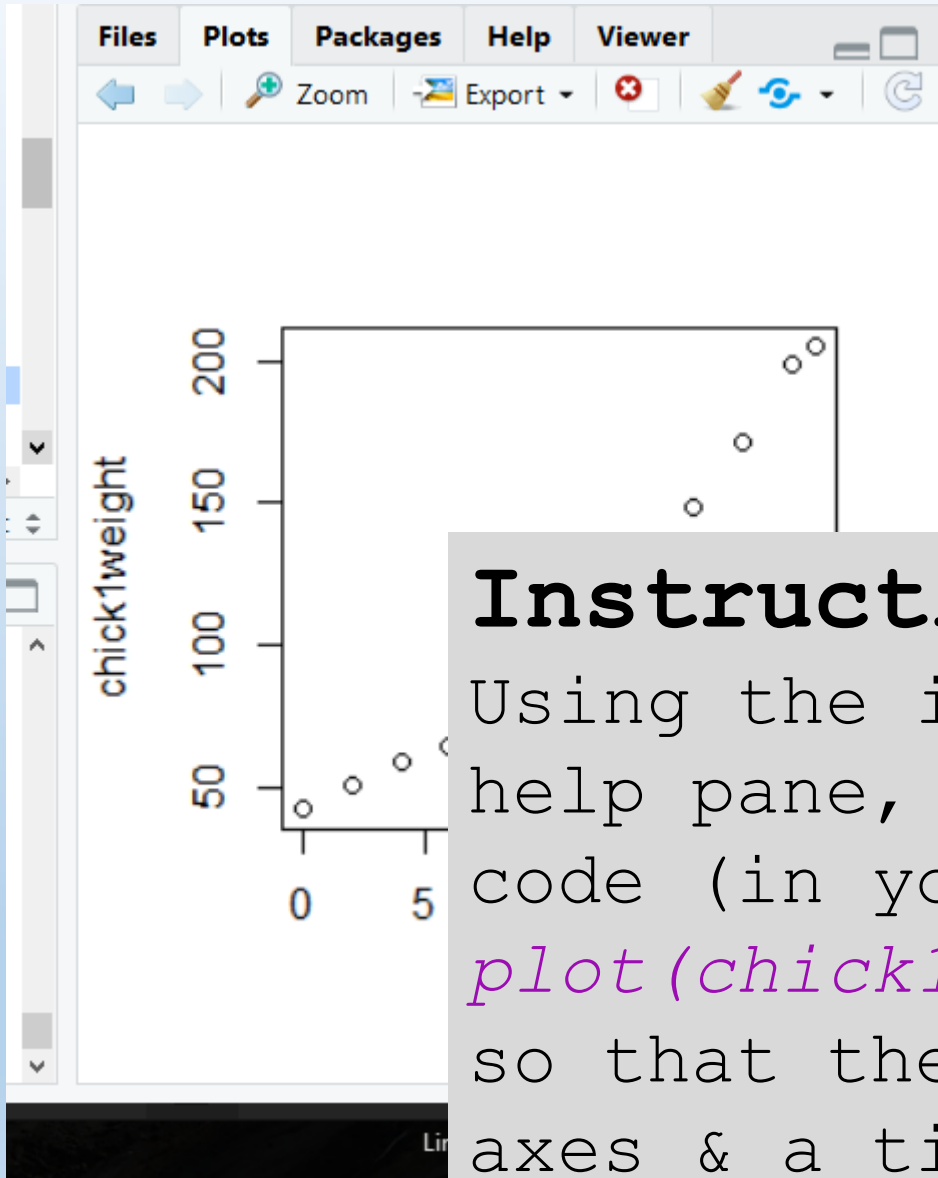 Files Plots Packages Help Viewer
Zoom Export
200
150
100
50
chick1weight
0 5
Instruct
Using the i
help pane,
code (in yo
plot(chick1
so that the
axes & a ti